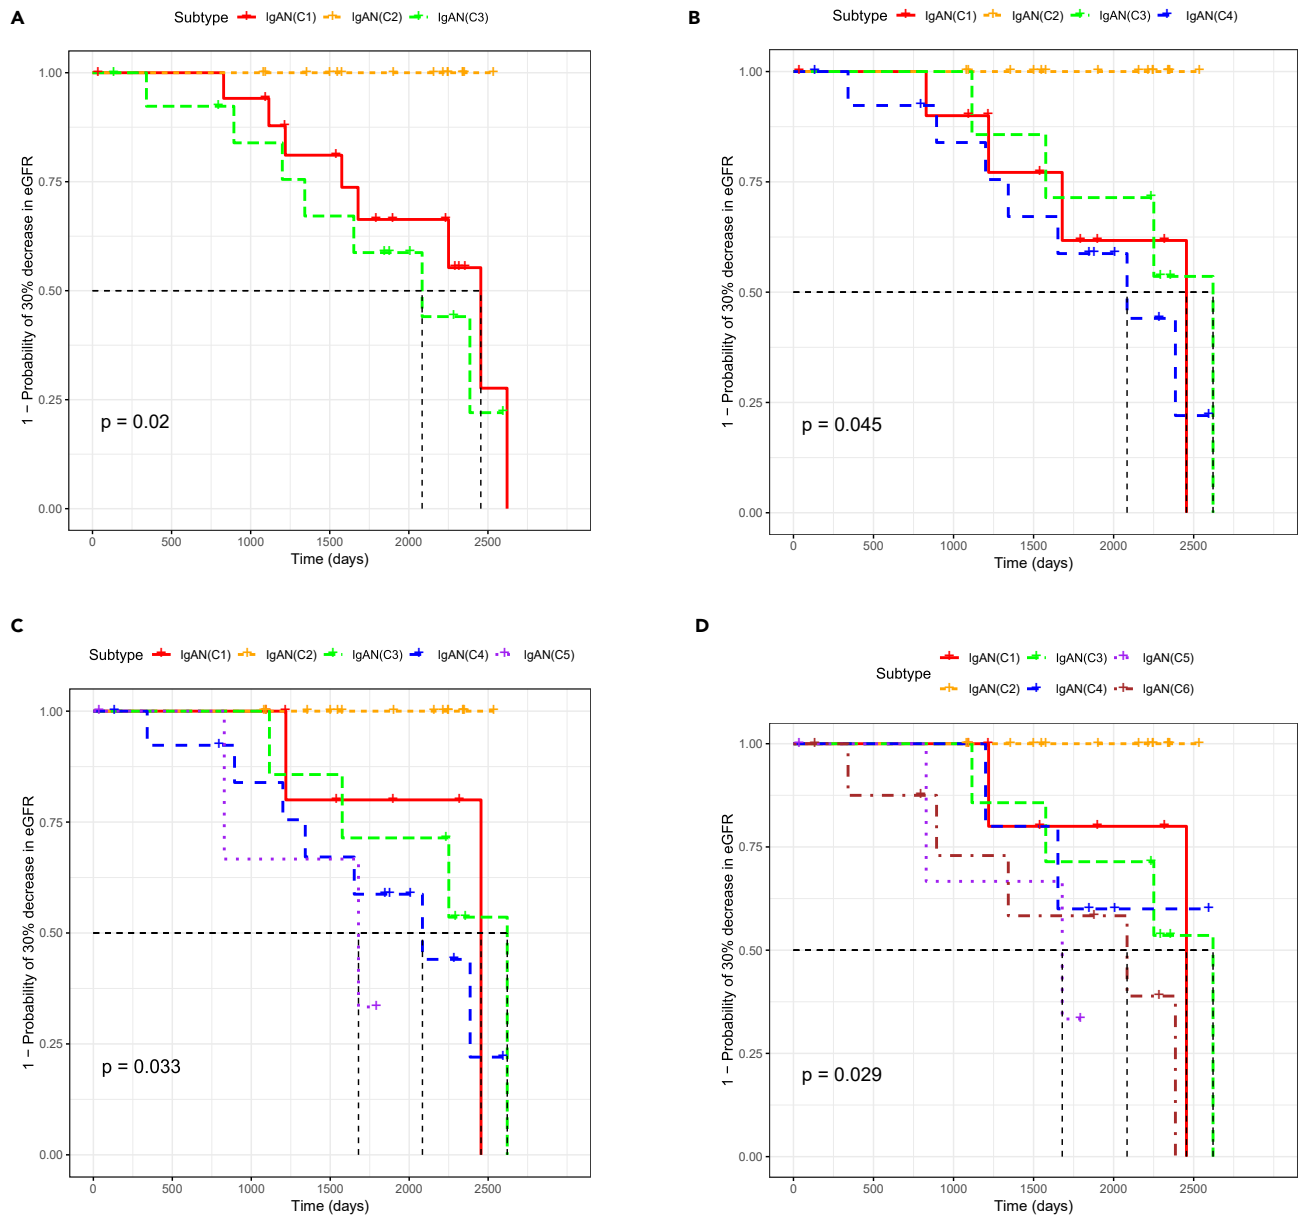 A
Subtype IgAN(C1) IgAN(C2) IgAN(C3)
1 − Probability of 30% decrease in eGFR
1.00
0.75
0.50
0.25
0.00
p = 0.02
0 500 1000 1500 2000 2500
Time (days)
B
Subtype IgAN(C1) IgAN(C2) IgAN(C3) IgAN(C4)
1 − Probability of 30% decrease in eGFR
1.00
0.75
0.50
0.25
0.00
p = 0.045
0 500 1000 1500 2000 2500
Time (days)
C
Subtype IgAN(C1) IgAN(C2) IgAN(C3) IgAN(C4) IgAN(C5)
1 − Probability of 30% decrease in eGFR
1.00
0.75
0.50
0.25
0.00
p = 0.033
0 500 1000 1500 2000 2500
Time (days)
D
Subtype
IgAN(C1) IgAN(C3) IgAN(C5)
IgAN(C2) IgAN(C4) IgAN(C6)
1 − Probability of 30% decrease in eGFR
1.00
0.75
0.50
0.25
0.00
p = 0.029
0 500 1000 1500 2000 2500
Time (days)